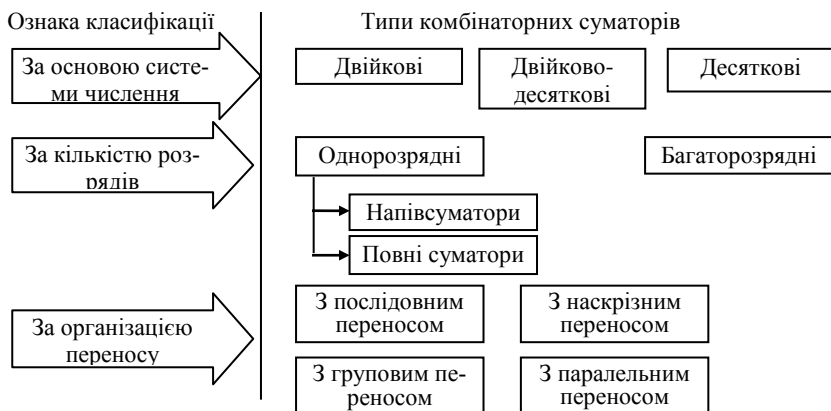 Ознака класифікації
Типи комбінаторних суматорів
За основою систе-
ми числення
Двійкові
Двійково-
десяткові
Десяткові
За кількістю роз-
рядів
Однорозрядні
Багаторозрядні
Напівсуматори
Повні суматори
За організацією
переносу
З послідовним
переносом
З наскрізним
переносом
З груповим пе-
реносом
З паралельним
переносом